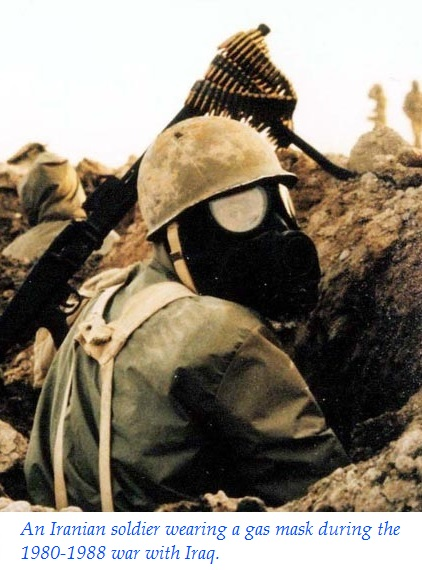 An Iranian soldier wearing a gas mask during the
1980-1988 war with Iraq.